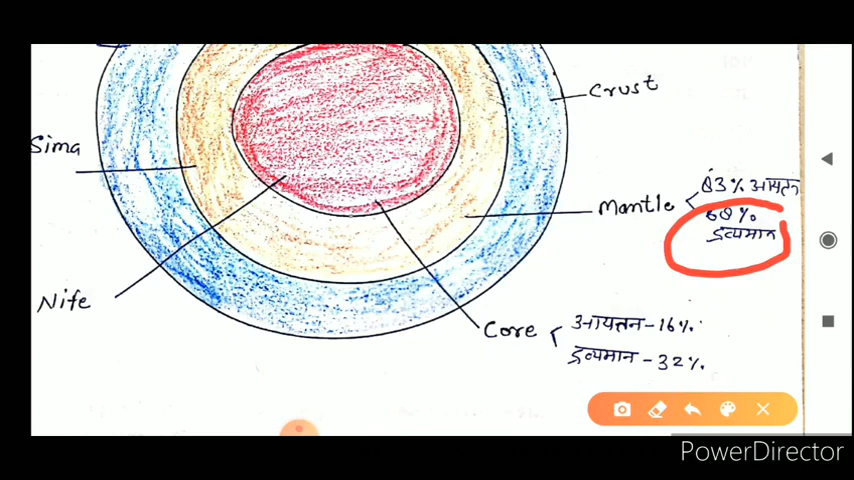 Crust
Sima
83% आयतन
Mantle
68%
द्रव्यमान
Nife
Core
आयतन - 16%
द्रव्यमान - 32%
PowerDirector